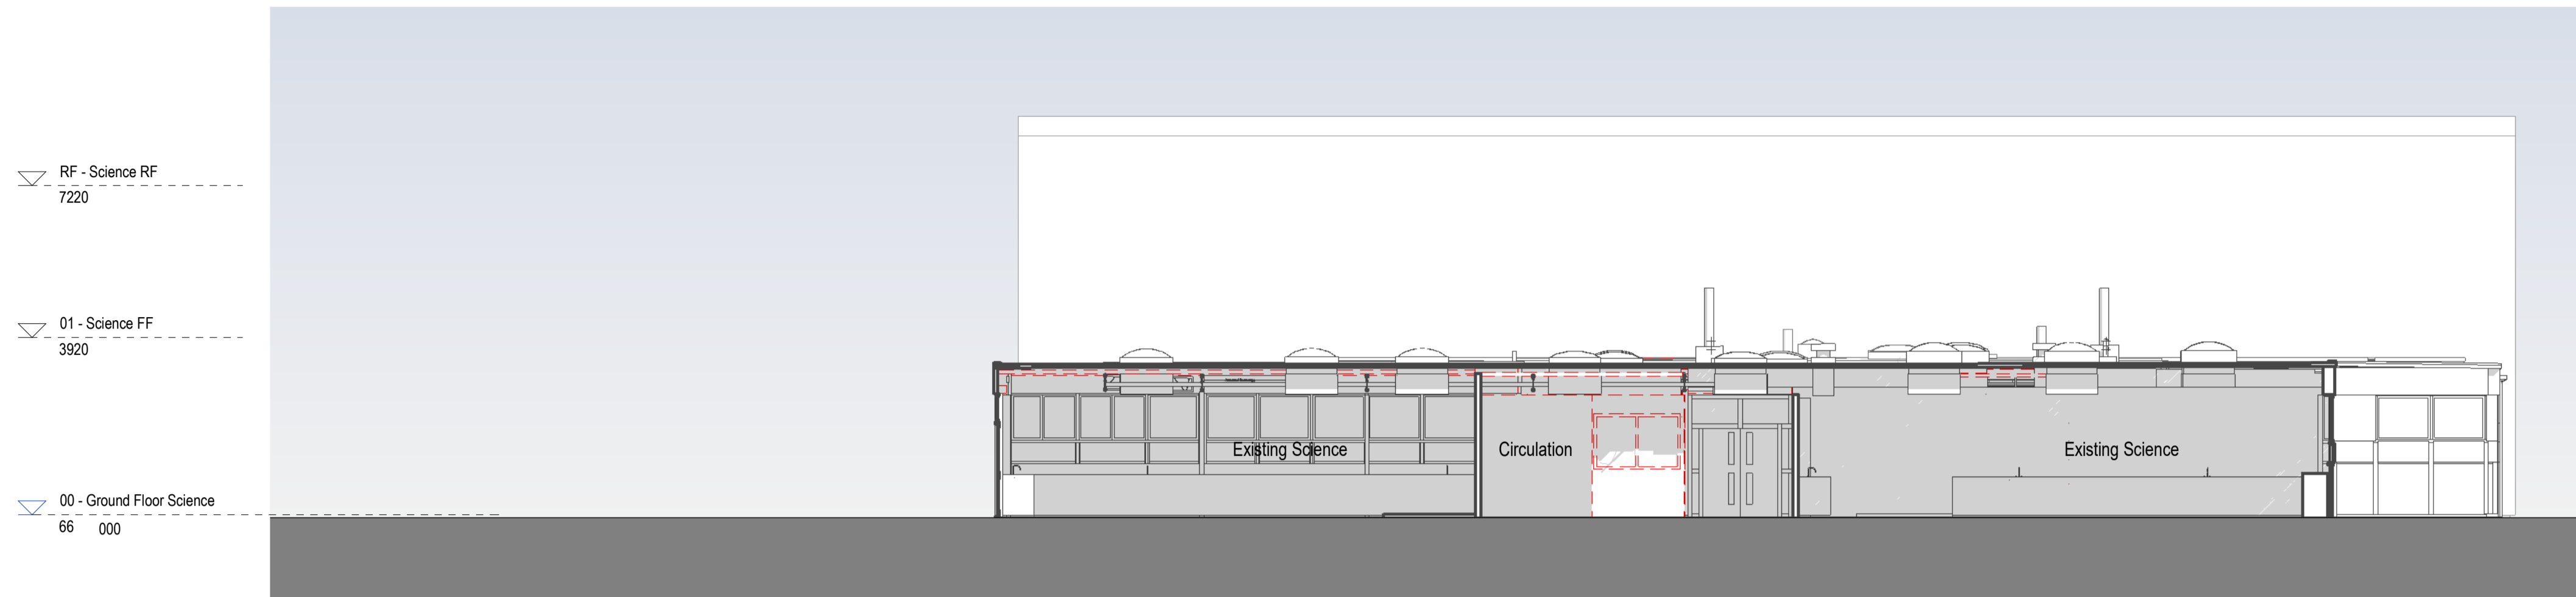 RF - Science RF
7220
01 - Science FF
3920
Existing Science
Circulation
Existing Science
00 - Ground Floor Science
66 000